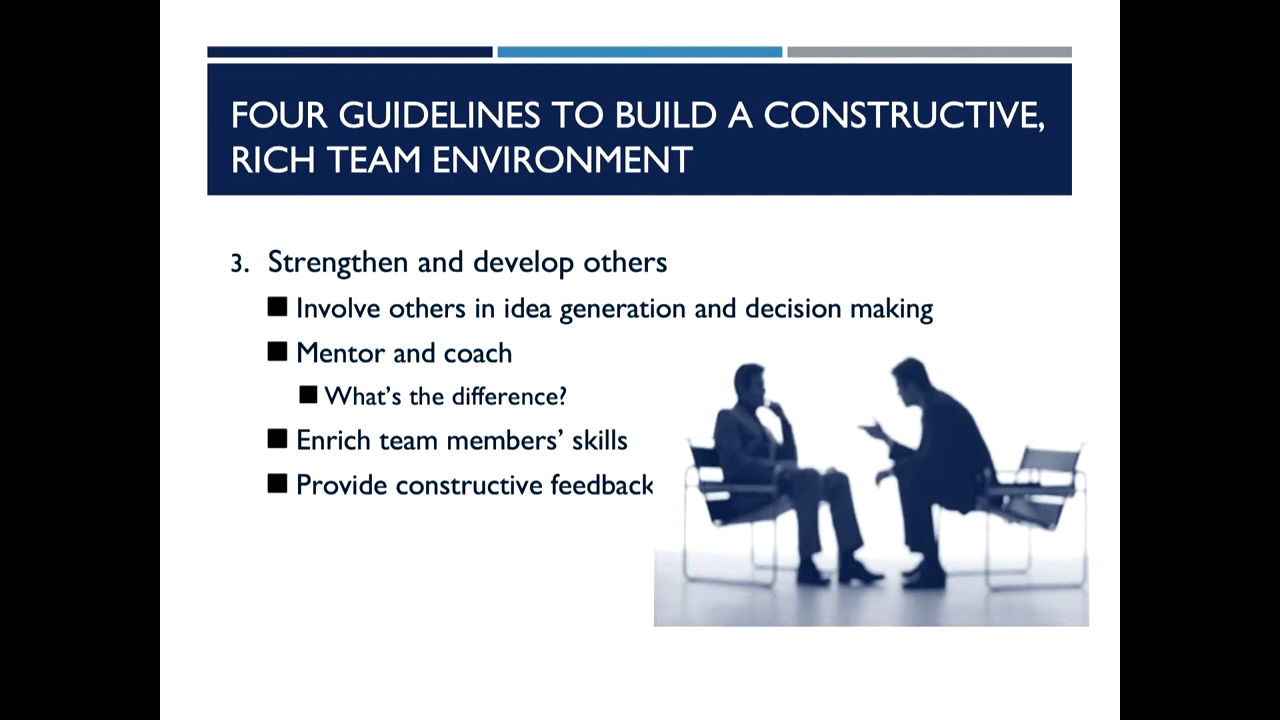 FOUR GUIDELINES TO BUILD A CONSTRUCTIVE,
RICH TEAM ENVIRONMENT
3. Strengthen and develop others
Involve others in idea generation and decision making
Mentor and coach
What's the difference?
Enrich team members' skills
Provide constructive feedback